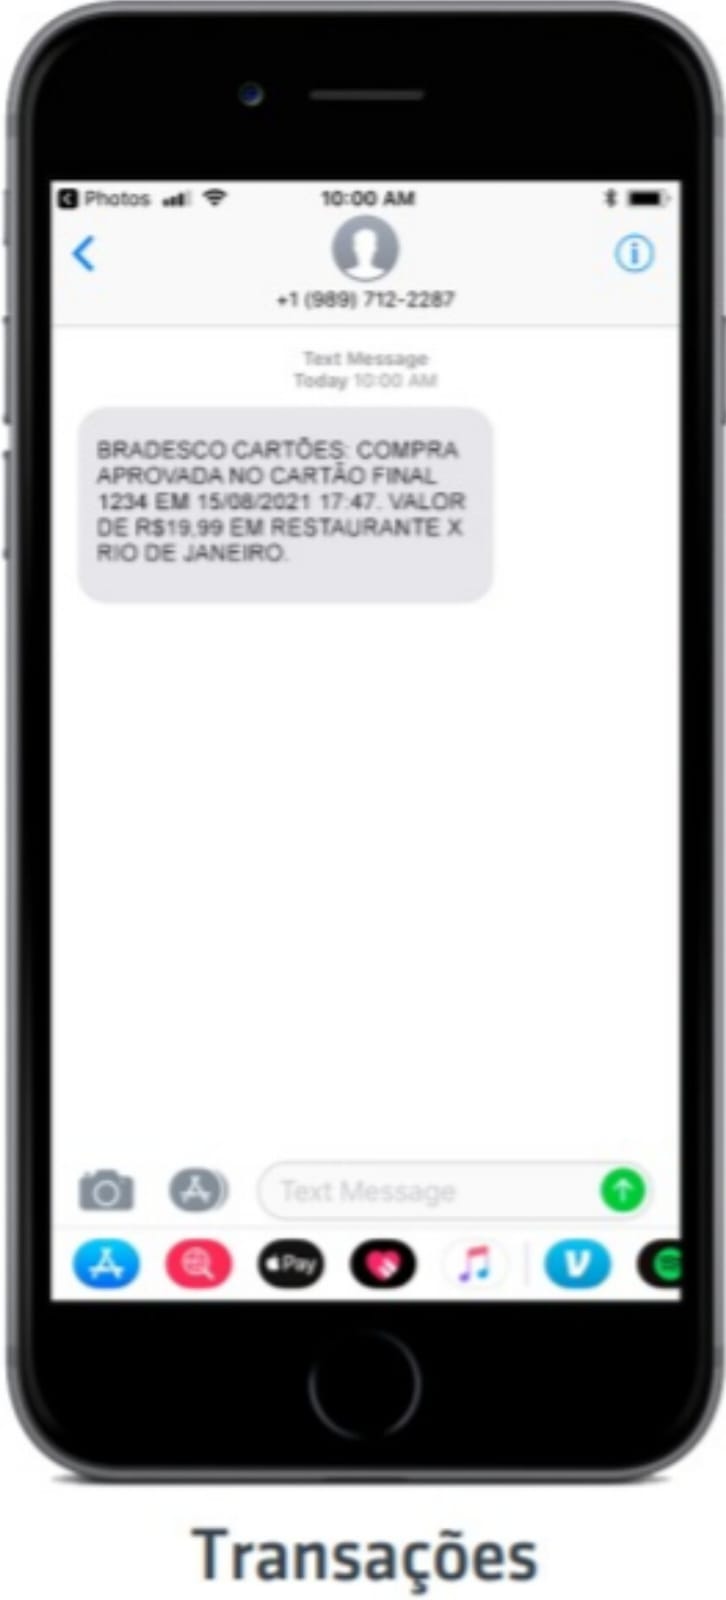 Photos
10:00 AM
+1 (989) 712-2287
Text Message
Today 10:00 AM
BRADESCO CARTÕES: COMPRA
APROVADA NO CARTÃO FINAL
1234 EM 15/08/2021 17:47. VALOR
DE R$19,99 EM RESTAURANTE X
RIO DE JANEIRO.
Text Message
Pay
Transações